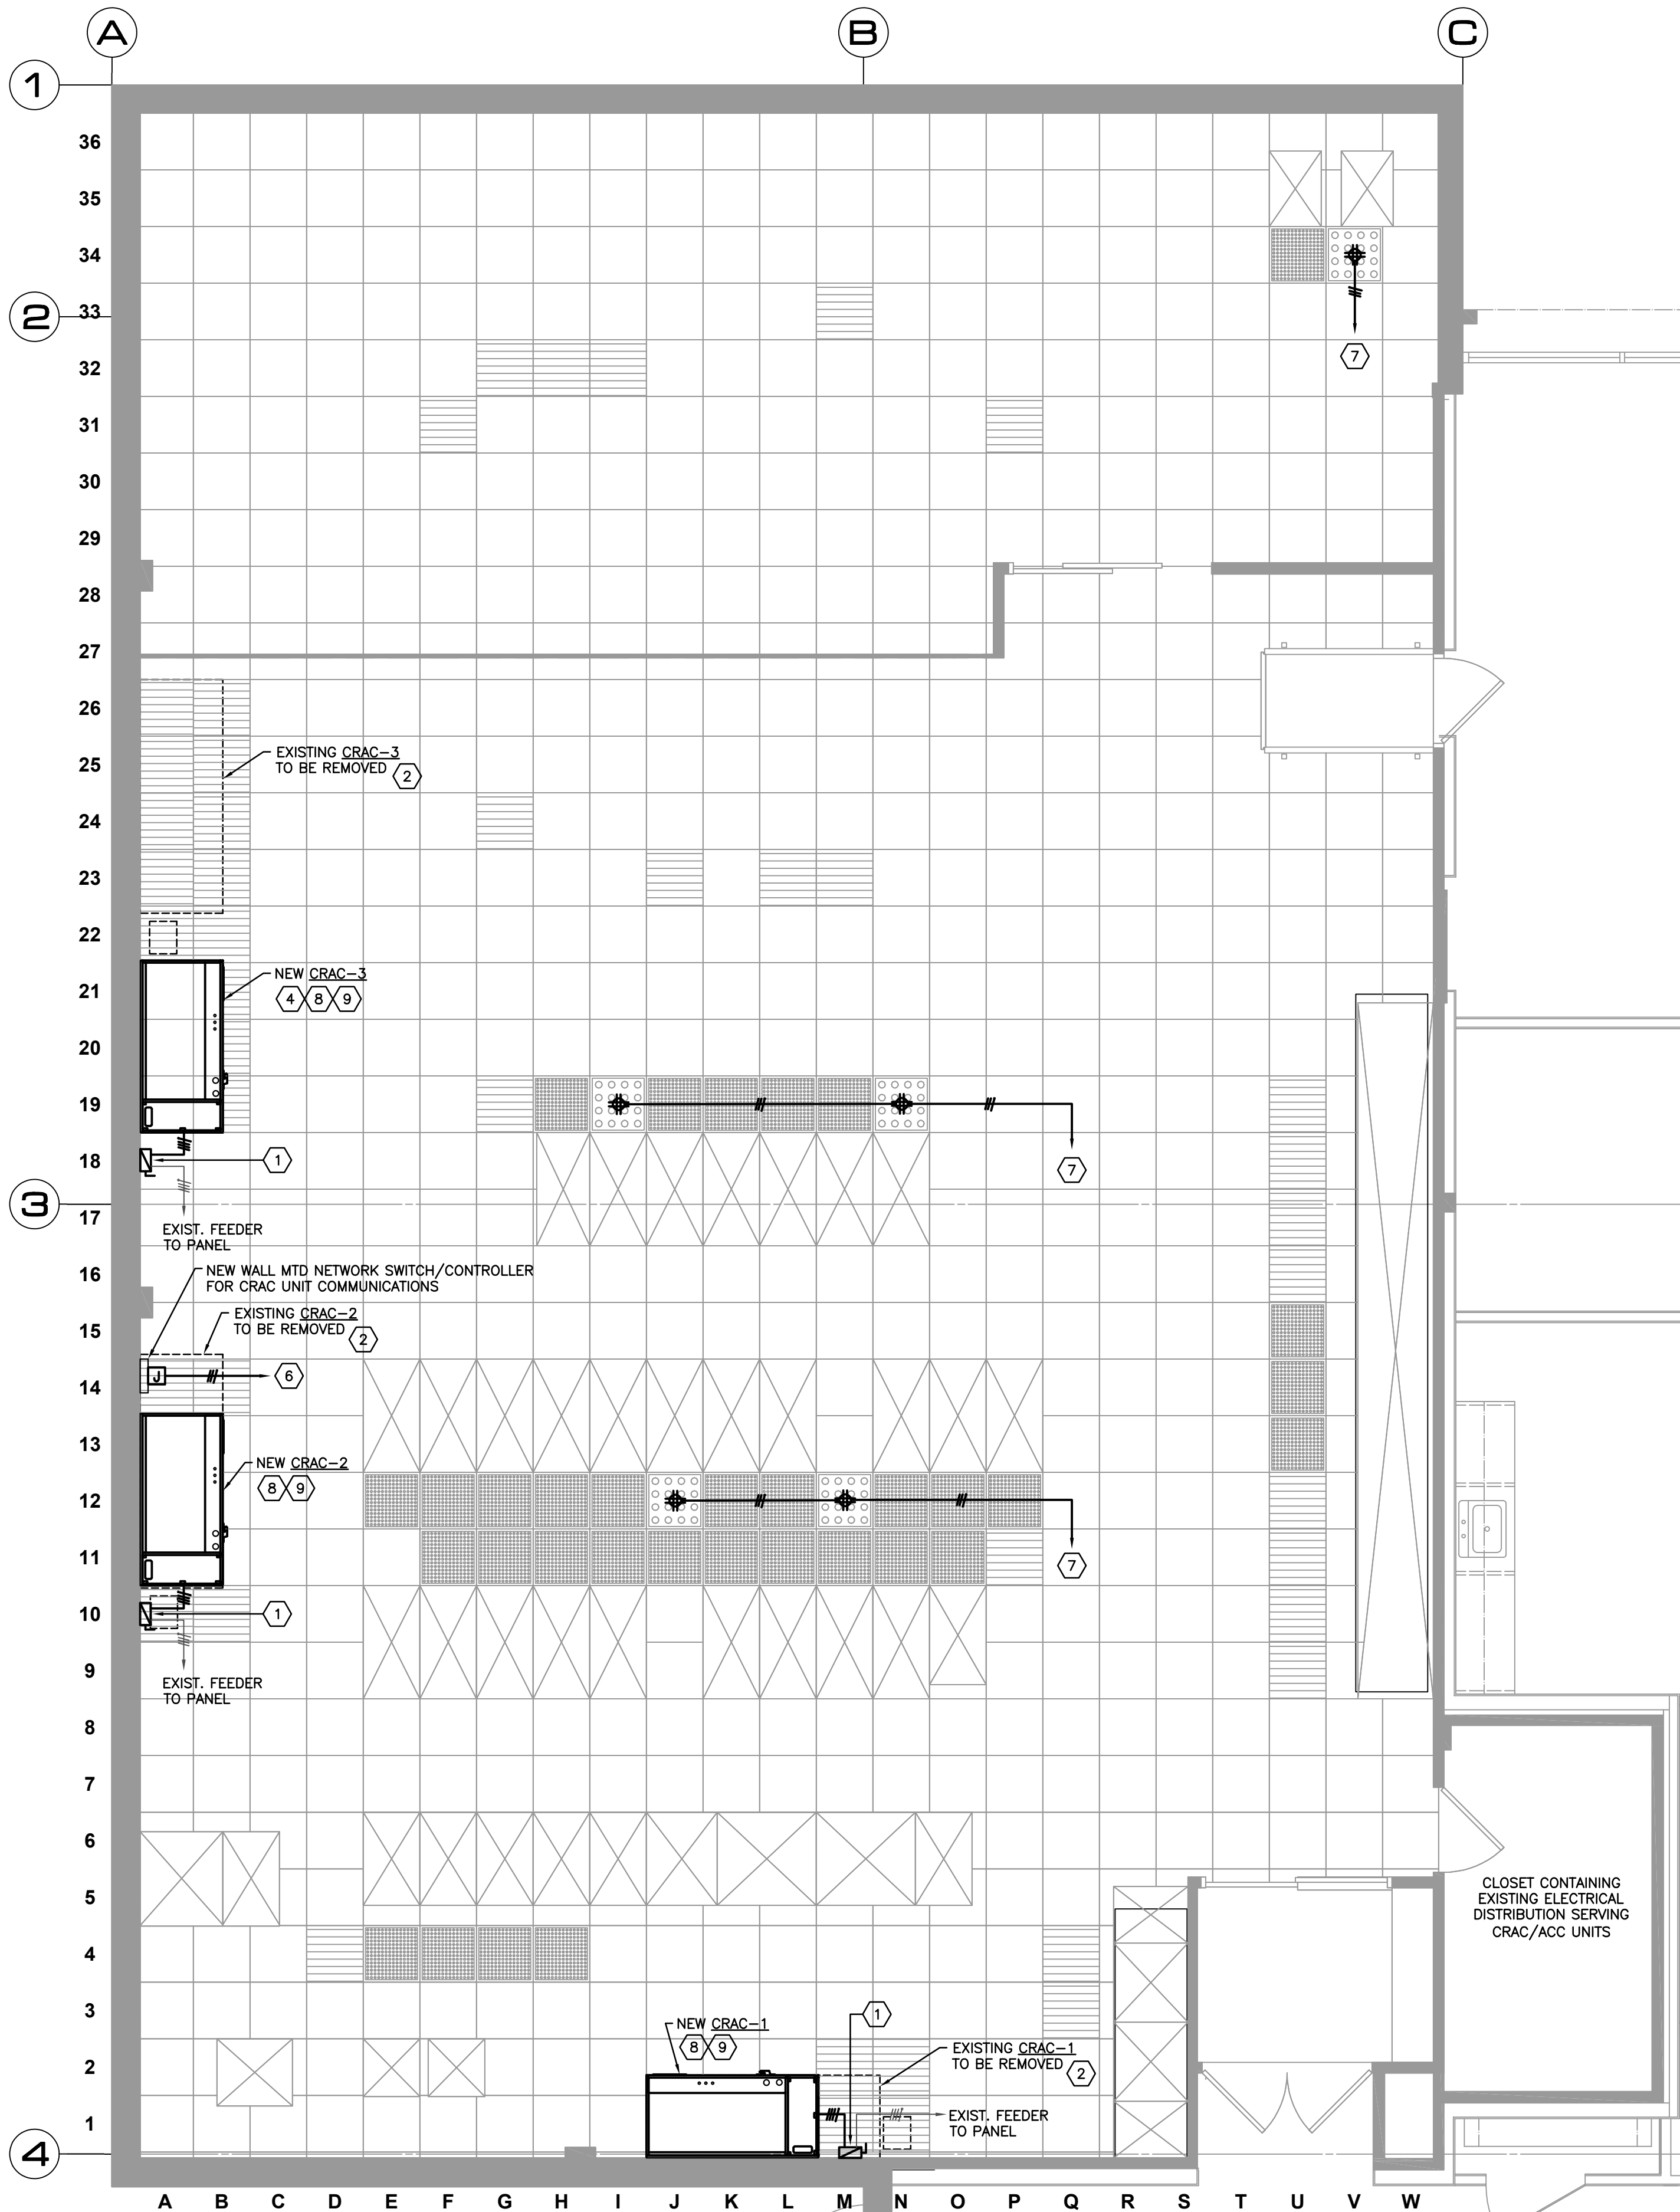 A
B
C
1
36
35
34
2
33
7
32
31
30
29
28
27
26
EXISTING CRAC-3
TO BE REMOVED 2
25
24
23
22
NEW CRAC-3
4 8 9
21
20
19
18
1
7
3
17
EXIST. FEEDER
TO PANEL
16
NEW WALL MTD NETWORK SWITCH/CONTROLLER
FOR CRAC UNIT COMMUNICATIONS
EXISTING CRAC-2
TO BE REMOVED 2
15
14
J
6
13
NEW CRAC-2
8 9
12
11
7
10
1
9
EXIST. FEEDER
TO PANEL
8
7
6
5
CLOSET CONTAINING
EXISTING ELECTRICAL
DISTRIBUTION SERVING
CRAC/ACC UNITS
4
3
1
NEW CRAC-1
8 9
EXISTING CRAC-1
TO BE REMOVED 2
2
1
EXIST. FEEDER
TO PANEL
4
A B C D E F G H I J K L M N O P Q R S T U V W